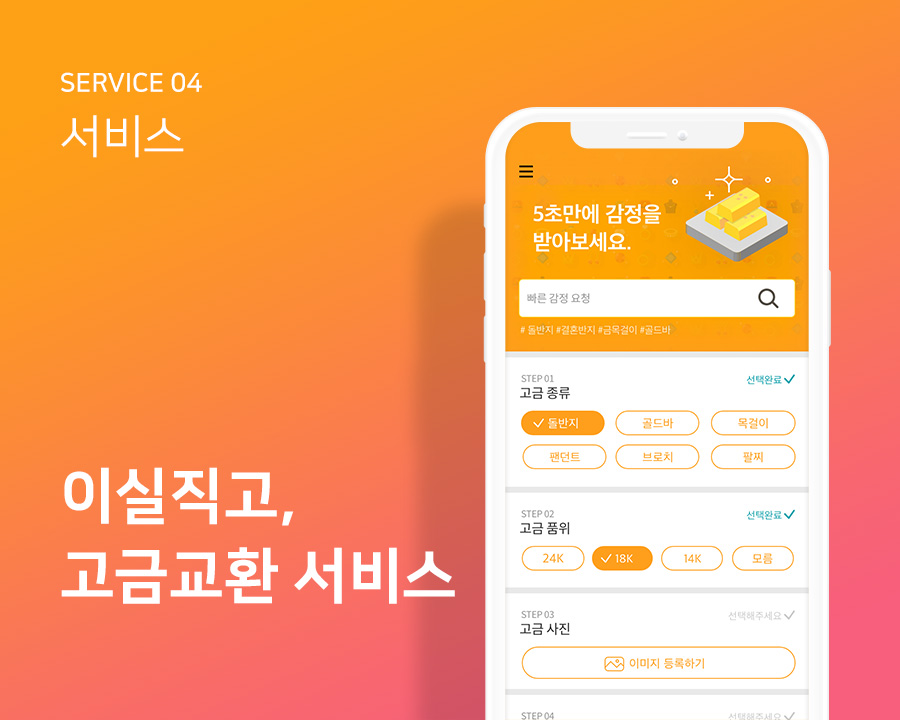 SERVICE 04
서비스
이실직고,
고금교환 서비스
5초만에 감정을
받아보세요.
빠른 감정 요청
# 돌반지 #결혼반지 #금목걸이 #골드바
STEP 01
선택완료
고금 종류
돌반지 골드바 목걸이
팬던트 브로치 팔찌
STEP 02
선택완료
고금 품위
24K 18K 14K 모름
STEP 03
선택해주세요
고금 사진
이미지 등록하기
STEP 04
선택해주세요